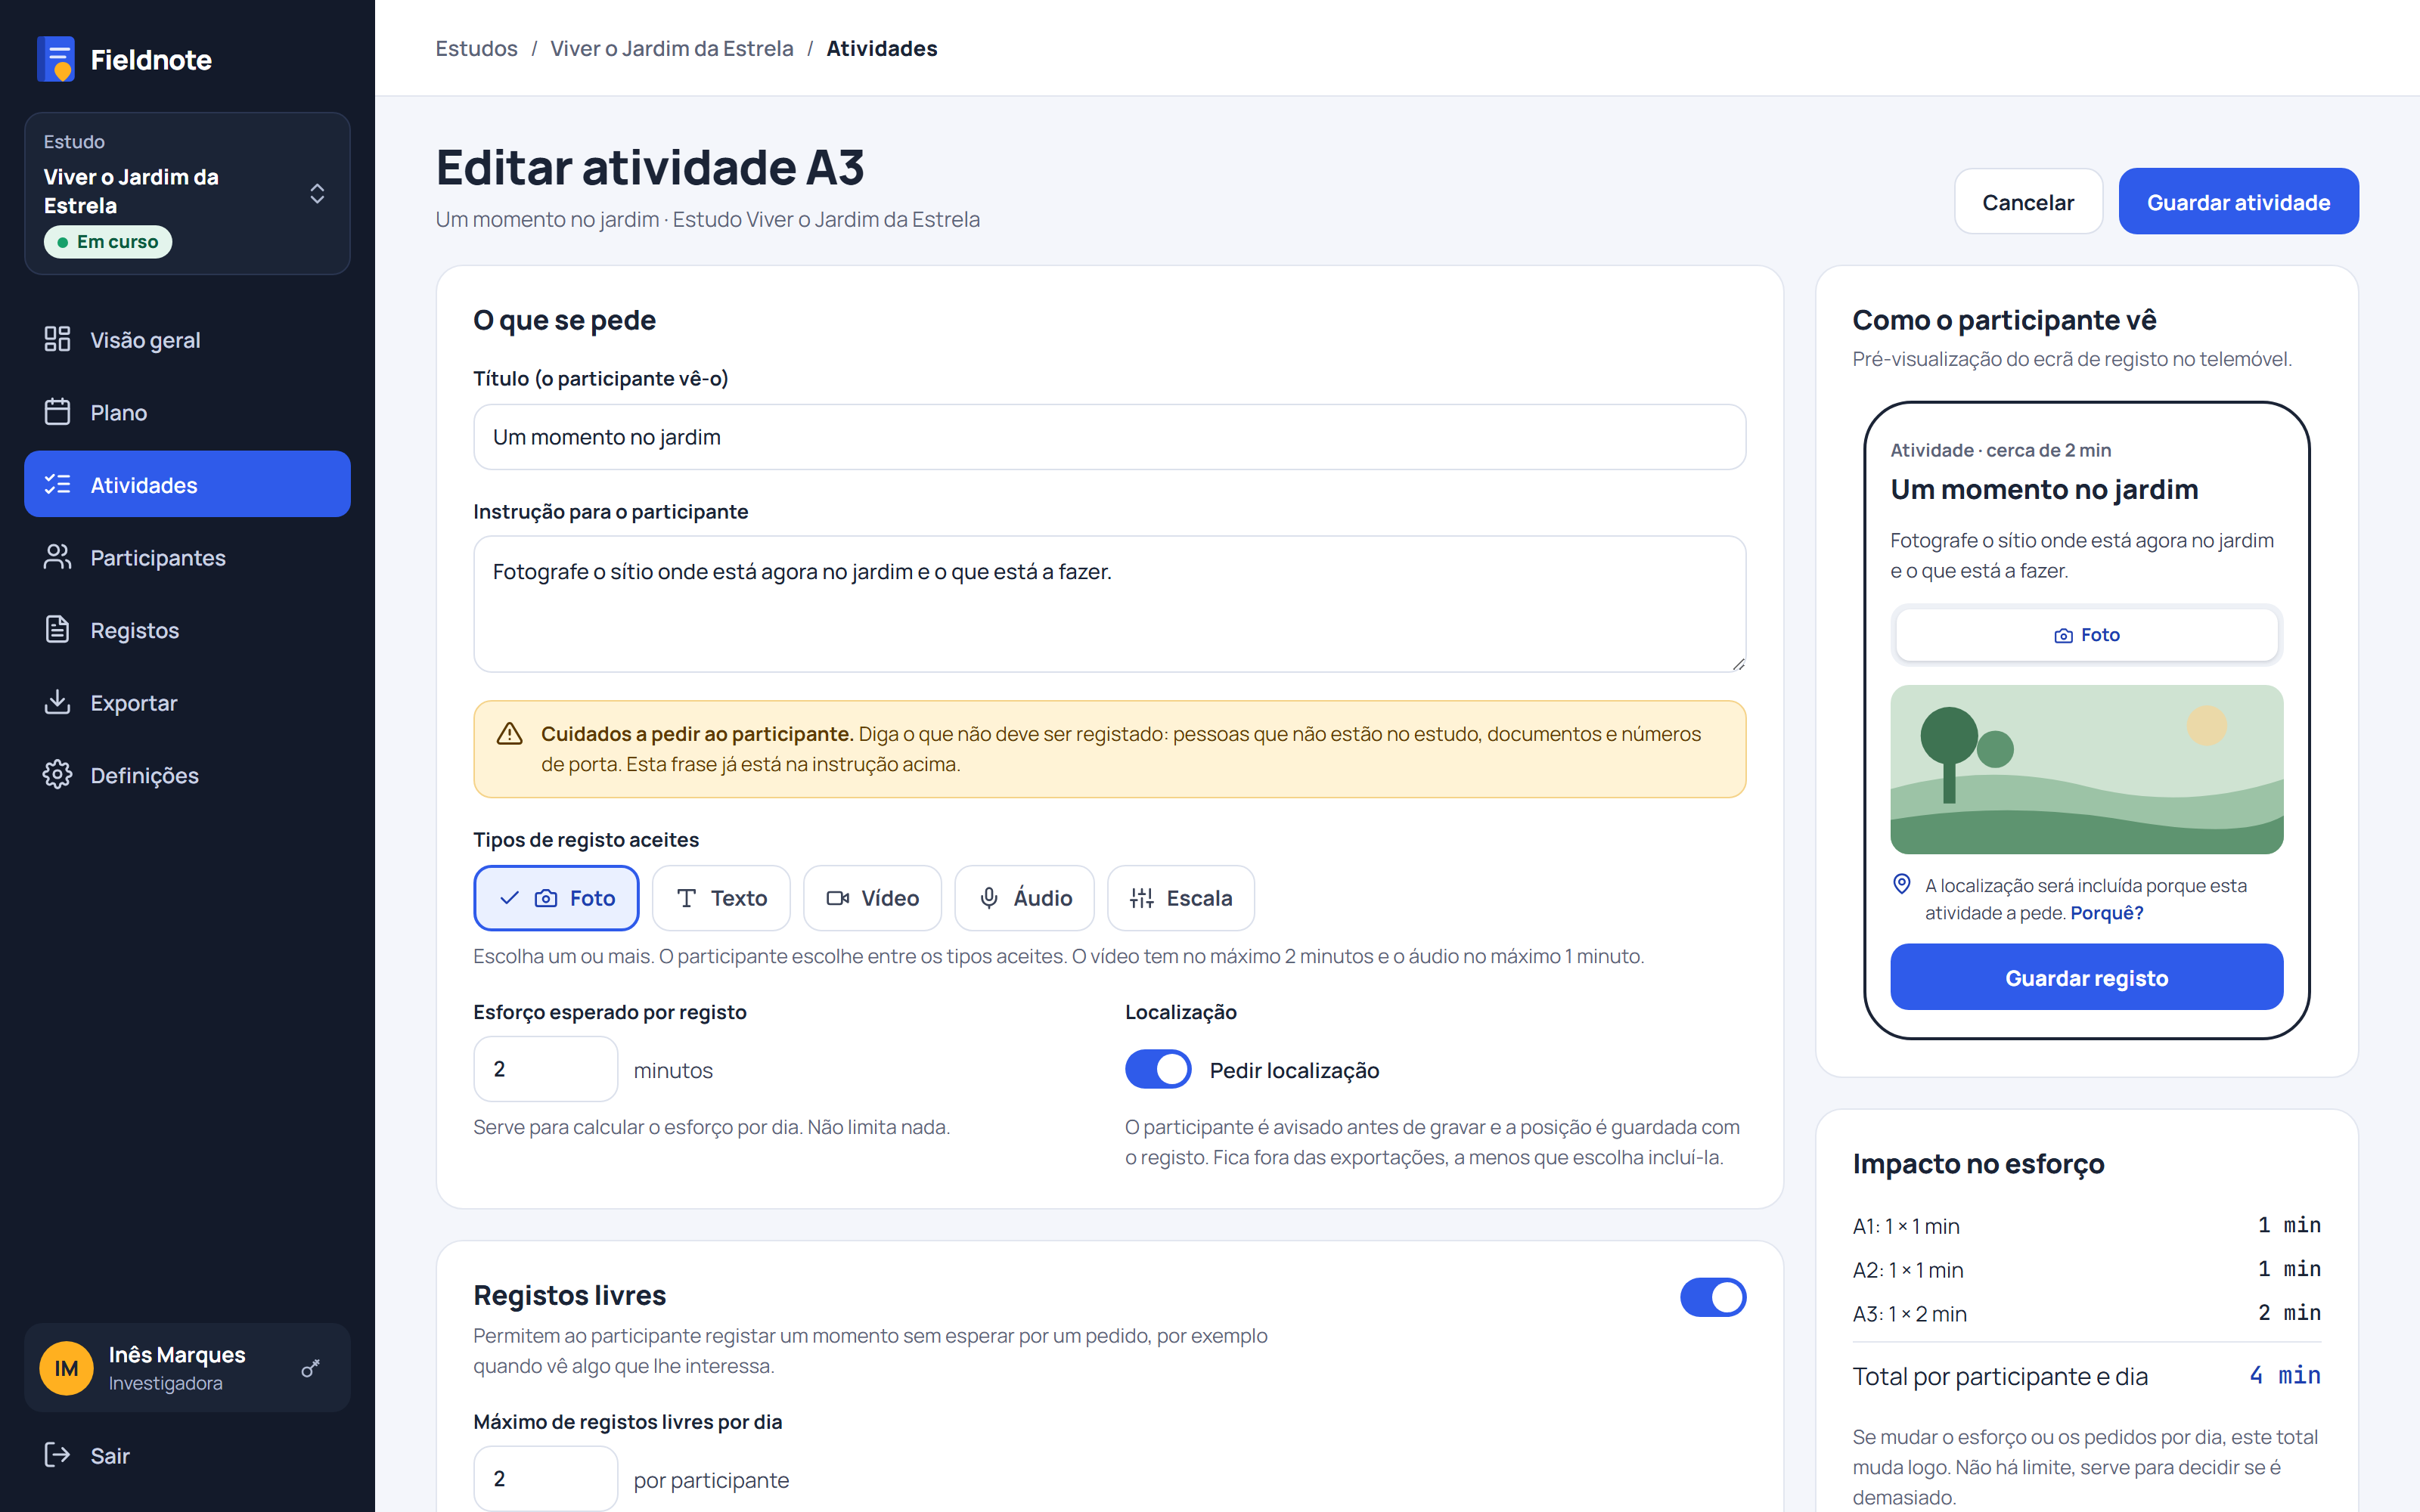 Fieldnote
Estudo
Viver o Jardim da
Estrela
Em curso
Visão geral
Plano
Atividades
Participantes
Registos
Exportar
Definições
IM
Inês Marques
Investigadora
Sair
Estudos / Viver o Jardim da Estrela / Atividades
Editar atividade A3
Um momento no jardim · Estudo Viver o Jardim da Estrela
Cancelar
Guardar atividade
O que se pede
Título (o participante vê-o)
Um momento no jardim
Instrução para o participante
Fotografe o sítio onde está agora no jardim e o que está a fazer.
Cuidados a pedir ao participante. Diga o que não deve ser registado: pessoas que não estão no estudo, documentos e números
de porta. Esta frase já está na instrução acima.
Tipos de registo aceites
Foto
Texto
Vídeo
Áudio
Escala
Escolha um ou mais. O participante escolhe entre os tipos aceites. O vídeo tem no máximo 2 minutos e o áudio no máximo 1 minuto.
Esforço esperado por registo
2 minutos
Serve para calcular o esforço por dia. Não limita nada.
Localização
Pedir localização
O participante é avisado antes de gravar e a posição é guardada com
o registo. Fica fora das exportações, a menos que escolha incluí-la.
Registos livres
Permitem ao participante registar um momento sem esperar por um pedido, por exemplo
quando vê algo que lhe interessa.
Máximo de registos livres por dia
2 por participante
Como o participante vê
Pré-visualização do ecrã de registo no telemóvel.
Atividade · cerca de 2 min
Um momento no jardim
Fotografe o sítio onde está agora no jardim
e o que está a fazer.
Foto
A localização será incluída porque esta
atividade a pede. Porquê?
Guardar registo
Impacto no esforço
A1: 1 × 1 min 1 min
A2: 1 × 1 min 1 min
A3: 1 × 2 min 2 min
Total por participante e dia 4 min
Se mudar o esforço ou os pedidos por dia, este total
muda logo. Não há limite, serve para decidir se é
demasiado.